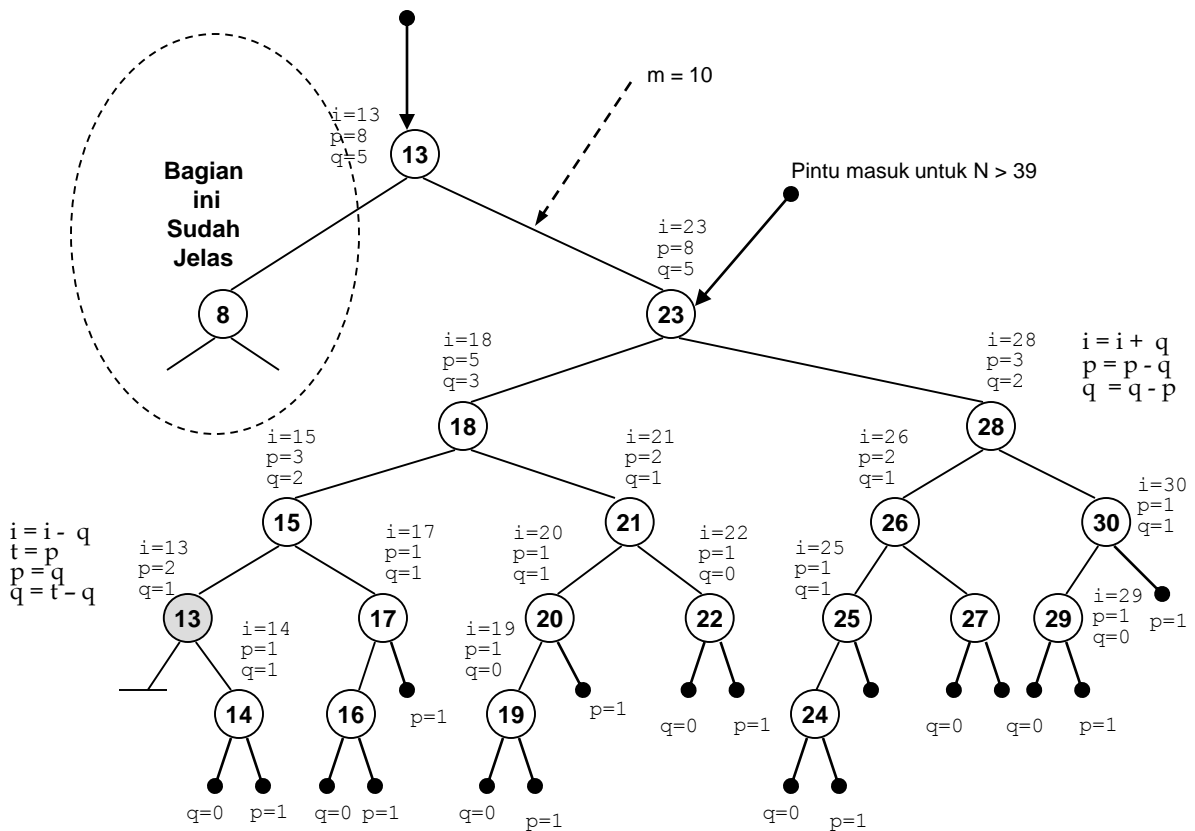 m = 10
i=13
p=8
q=5
13
Bagian
ini
Sudah
Jelas
Pintu masuk untuk N > 39
i=23
p=8
q=5
8
23
i=18
p=5
q=3
i=28
p=3
q=2
i = i + q
p = p - q
q = q - p
18
28
i=15
p=3
q=2
i=21
p=2
q=1
i=26
p=2
q=1
i=30
p=1
q=1
15
21
26
30
i = i - q
t = p
p = q
q = t – q
i=13
p=2
q=1
i=17
p=1
q=1
i=20
p=1
q=1
i=22
p=1
q=0
i=25
p=1
q=1
i=29
p=1
q=0
13
17
20
22
25
27
29
p=1
i=14
p=1
q=1
i=19
p=1
q=0
14
16
p=1
19
p=1
q=0
p=1
24
q=0
q=0
p=1
q=0
p=1
q=0
p=1
q=0
p=1
q=0
p=1